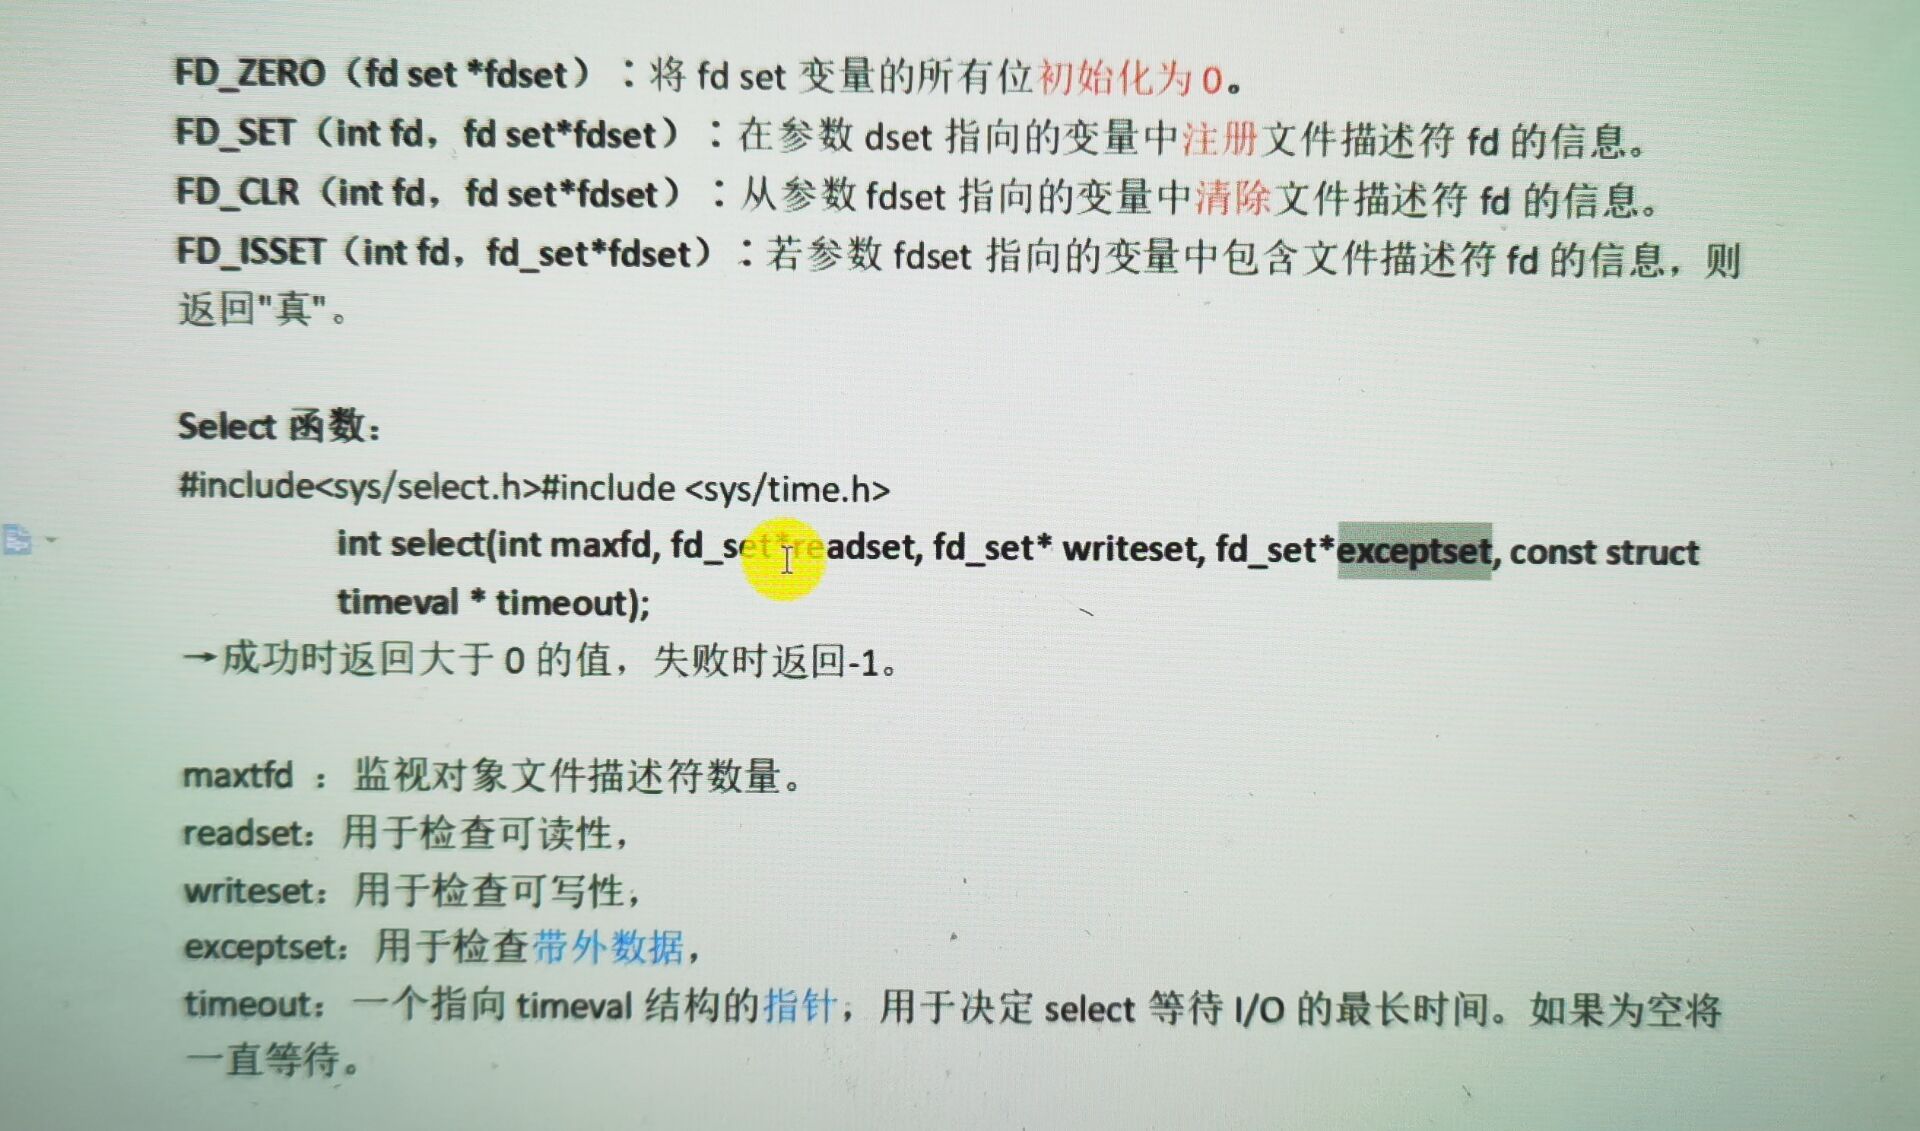 FD_ZERO（fd set *fdset）：将 fd set 变量的所有位初始化为 0。
FD_SET（int fd，fd set*fdset）：在参数 dset 指向的变量中注册文件描述符 fd 的信息。
FD_CLR（int fd，fd set*fdset）：从参数 fdset 指向的变量中清除文件描述符 fd 的信息。
FD_ISSET（int fd，fd_set*fdset）：若参数 fdset 指向的变量中包含文件描述符 fd 的信息，则
返回"真"。
Select 函数：
#include<sys/select.h>#include <sys/time.h>
int select(int maxfd, fd_set*readset, fd_set* writeset, fd_set*exceptset, const struct
timeval * timeout);
→成功时返回大于 0 的值，失败时返回-1。
maxtfd ：监视对象文件描述符数量。
readset：用于检查可读性，
writeset：用于检查可写性，
exceptset：用于检查带外数据，
timeout：一个指向 timeval 结构的指针，用于决定 select 等待 I/O 的最长时间。如果为空将
一直等待。